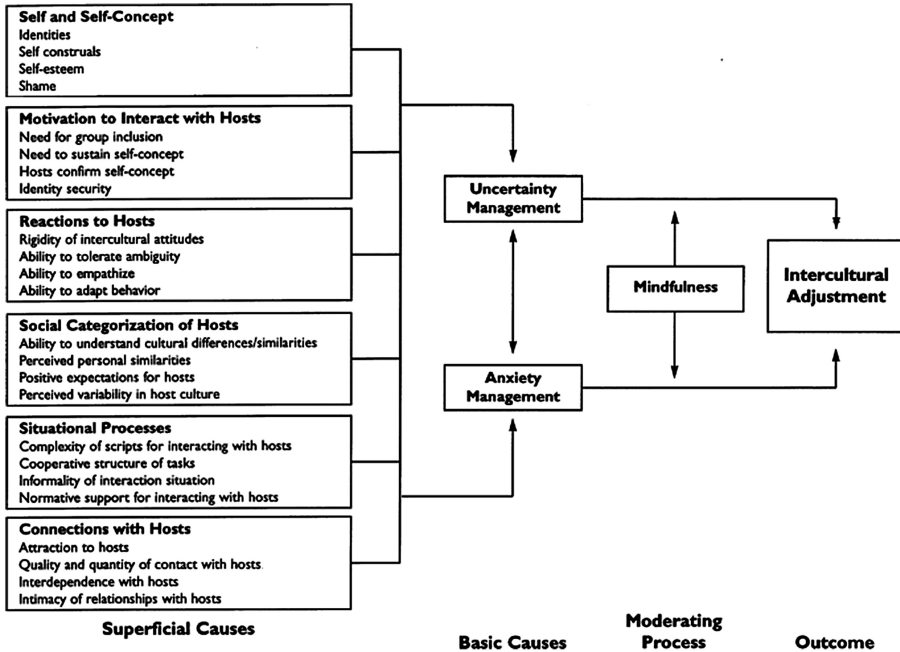 Self and Self-Concept
Identities
Self construals
Self-esteem
Shame
Motivation to Interact with Hosts
Need for group inclusion
Need to sustain self-concept
Hosts confirm self-concept
Identity security
Reactions to Hosts
Rigidity of intercultural attitudes
Ability to tolerate ambiguity
Ability to empathize
Ability to adapt behavior
Social Categorization of Hosts
Ability to understand cultural differences/similarities
Perceived personal similarities
Positive expectations for hosts
Perceived variability in host culture
Situational Processes
Complexity of scripts for interacting with hosts
Cooperative structure of tasks
Informality of interaction situation
Normative support for interacting with hosts
Connections with Hosts
Attraction to hosts
Quality and quantity of contact with hosts
Interdependence with hosts
Intimacy of relationships with hosts
Superficial Causes
Uncertainty
Management
Anxiety
Management
Basic Causes
Mindfulness
Moderating
Process
Intercultural
Adjustment
Outcome